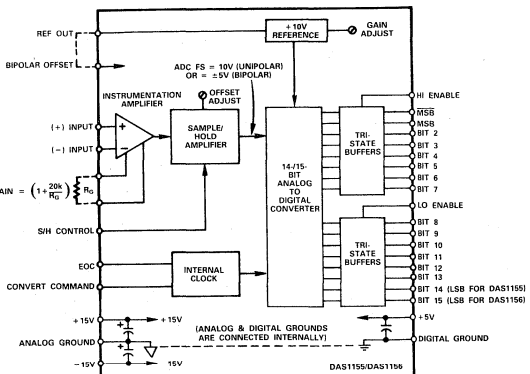 REF OUT
+10V
REFERENCE
GAIN
ADJUST
BIPOLAR OFFSET
ADC FS = 10V (UNIPOLAR)
OR = ±5V (BIPOLAR)
INSTRUMENTATION
AMPLIFIER
OFFSET
ADJUST
HI ENABLE
MSB
MSB
BIT 2
BIT 3
BIT 4
BIT 5
BIT 6
BIT 7
(+) INPUT
(−) INPUT
+
−
SAMPLE/
HOLD
AMPLIFIER
TRI-
STATE
BUFFERS
14-/15-
BIT
ANALOG
TO
DIGITAL
CONVERTER
AIN = (1+20k/RG)
RG
LO ENABLE
BIT 8
BIT 9
BIT 10
BIT 11
BIT 12
BIT 13
BIT 14 (LSB FOR DAS1155)
BIT 15 (LSB FOR DAS1156)
TRI-
STATE
BUFFERS
S/H CONTROL
EOC
CONVERT COMMAND
INTERNAL
CLOCK
+15V
+15V
ANALOG GROUND
−15V
15V
(ANALOG & DIGITAL GROUNDS
ARE CONNECTED INTERNALLY)
+5V
DIGITAL GROUND
DAS1155/DAS1156